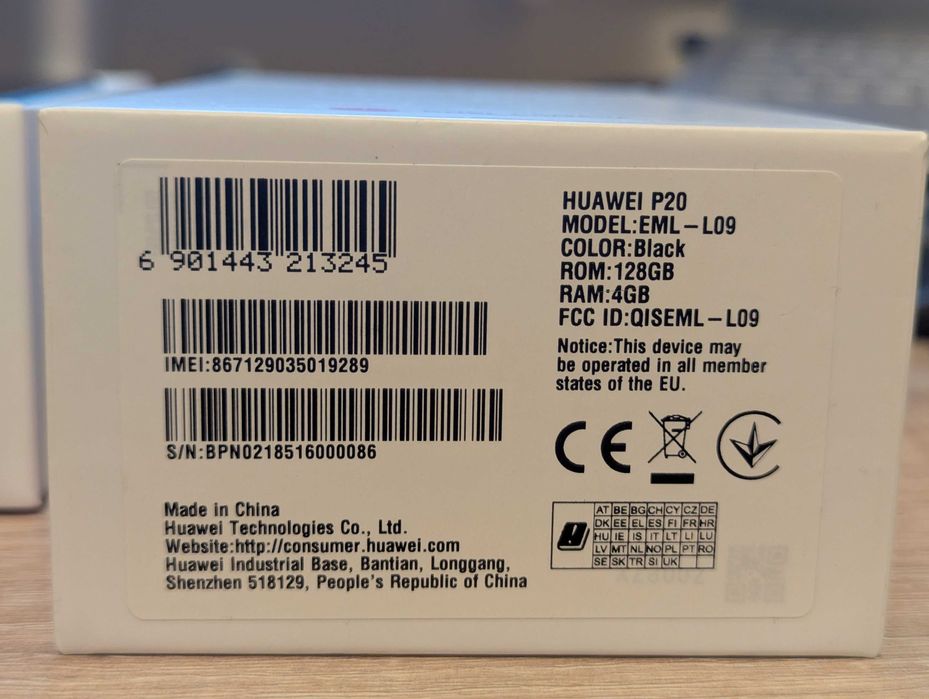 6 901443 213245
IMEI:867129035019289
S/N:BPN0218516000086
Made in China
Huawei Technologies Co., Ltd.
Website:http://consumer.huawei.com
Huawei Industrial Base, Bantian, Longgang,
Shenzhen 518129, People's Republic of China
HUAWEI P20
MODEL:EML-L09
COLOR:Black
ROM:128GB
RAM:4GB
FCC ID:QISEML-L09
Notice:This device may
be operated in all member
states of the EU.
CE
AT BE BG CH CY CZ DE
DK EE EL ES FI FR HR
HU IE IS IT LT LI LU
LV MT NL NO PL PT RO
SE SK TR SI UK